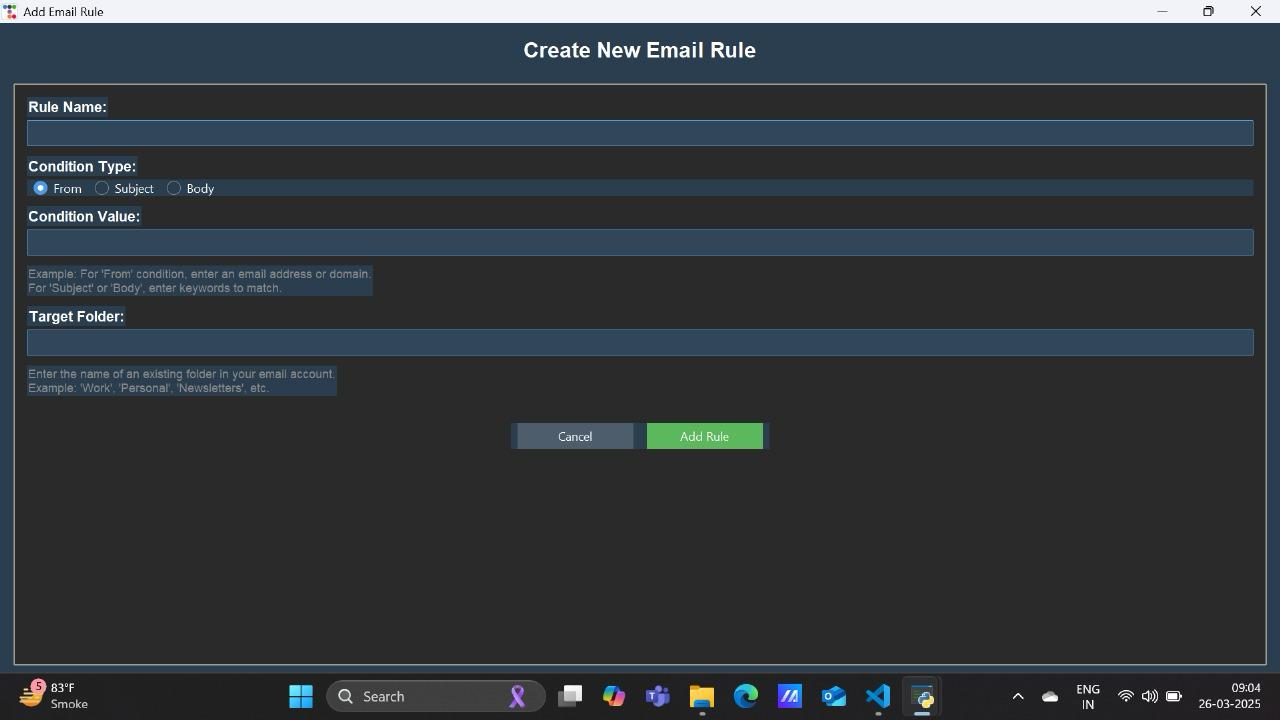 Add Email Rule
Create New Email Rule
Rule Name:
Condition Type:
From Subject Body
Condition Value:
Example: For 'From' condition, enter an email address or domain.
For 'Subject' or 'Body', enter keywords to match.
Target Folder:
Enter the name of an existing folder in your email account.
Example: 'Work', 'Personal', 'Newsletters', etc.
Cancel Add Rule
5 83°F
Smoke
Search
ENG
IN
09:04
26-03-2025